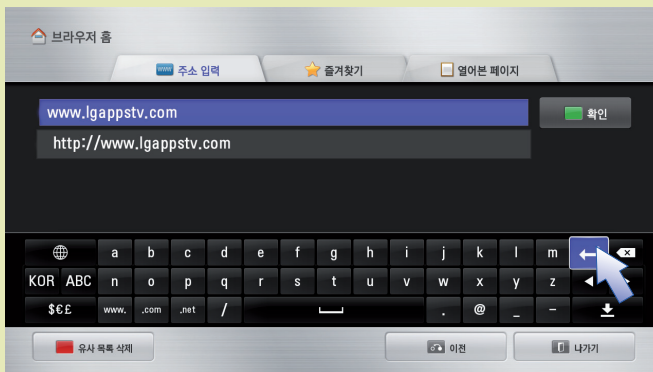 브라우저 홈
www 주소 입력 즐겨찾기 열어본 페이지
www.lgappstv.com 확인
http://www.lgappstv.com
a b c d e f g h i j k l m
KOR ABC n o p q r s t u v w x y z
$€£ www. .com .net / . @ _ -
유사 목록 삭제 이전 나가기